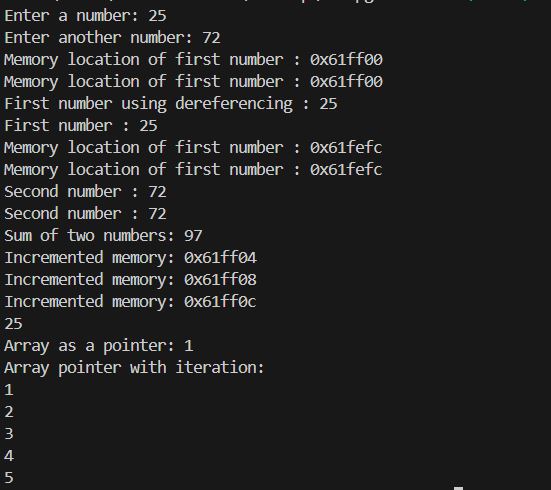 Enter a number: 25
Enter another number: 72
Memory location of first number : 0x61ff00
Memory location of first number : 0x61ff00
First number using dereferencing : 25
First number : 25
Memory location of first number : 0x61fefc
Memory location of first number : 0x61fefc
Second number : 72
Second number : 72
Sum of two numbers: 97
Incremented memory: 0x61ff04
Incremented memory: 0x61ff08
Incremented memory: 0x61ff0c
25
Array as a pointer: 1
Array pointer with iteration:
1
2
3
4
5